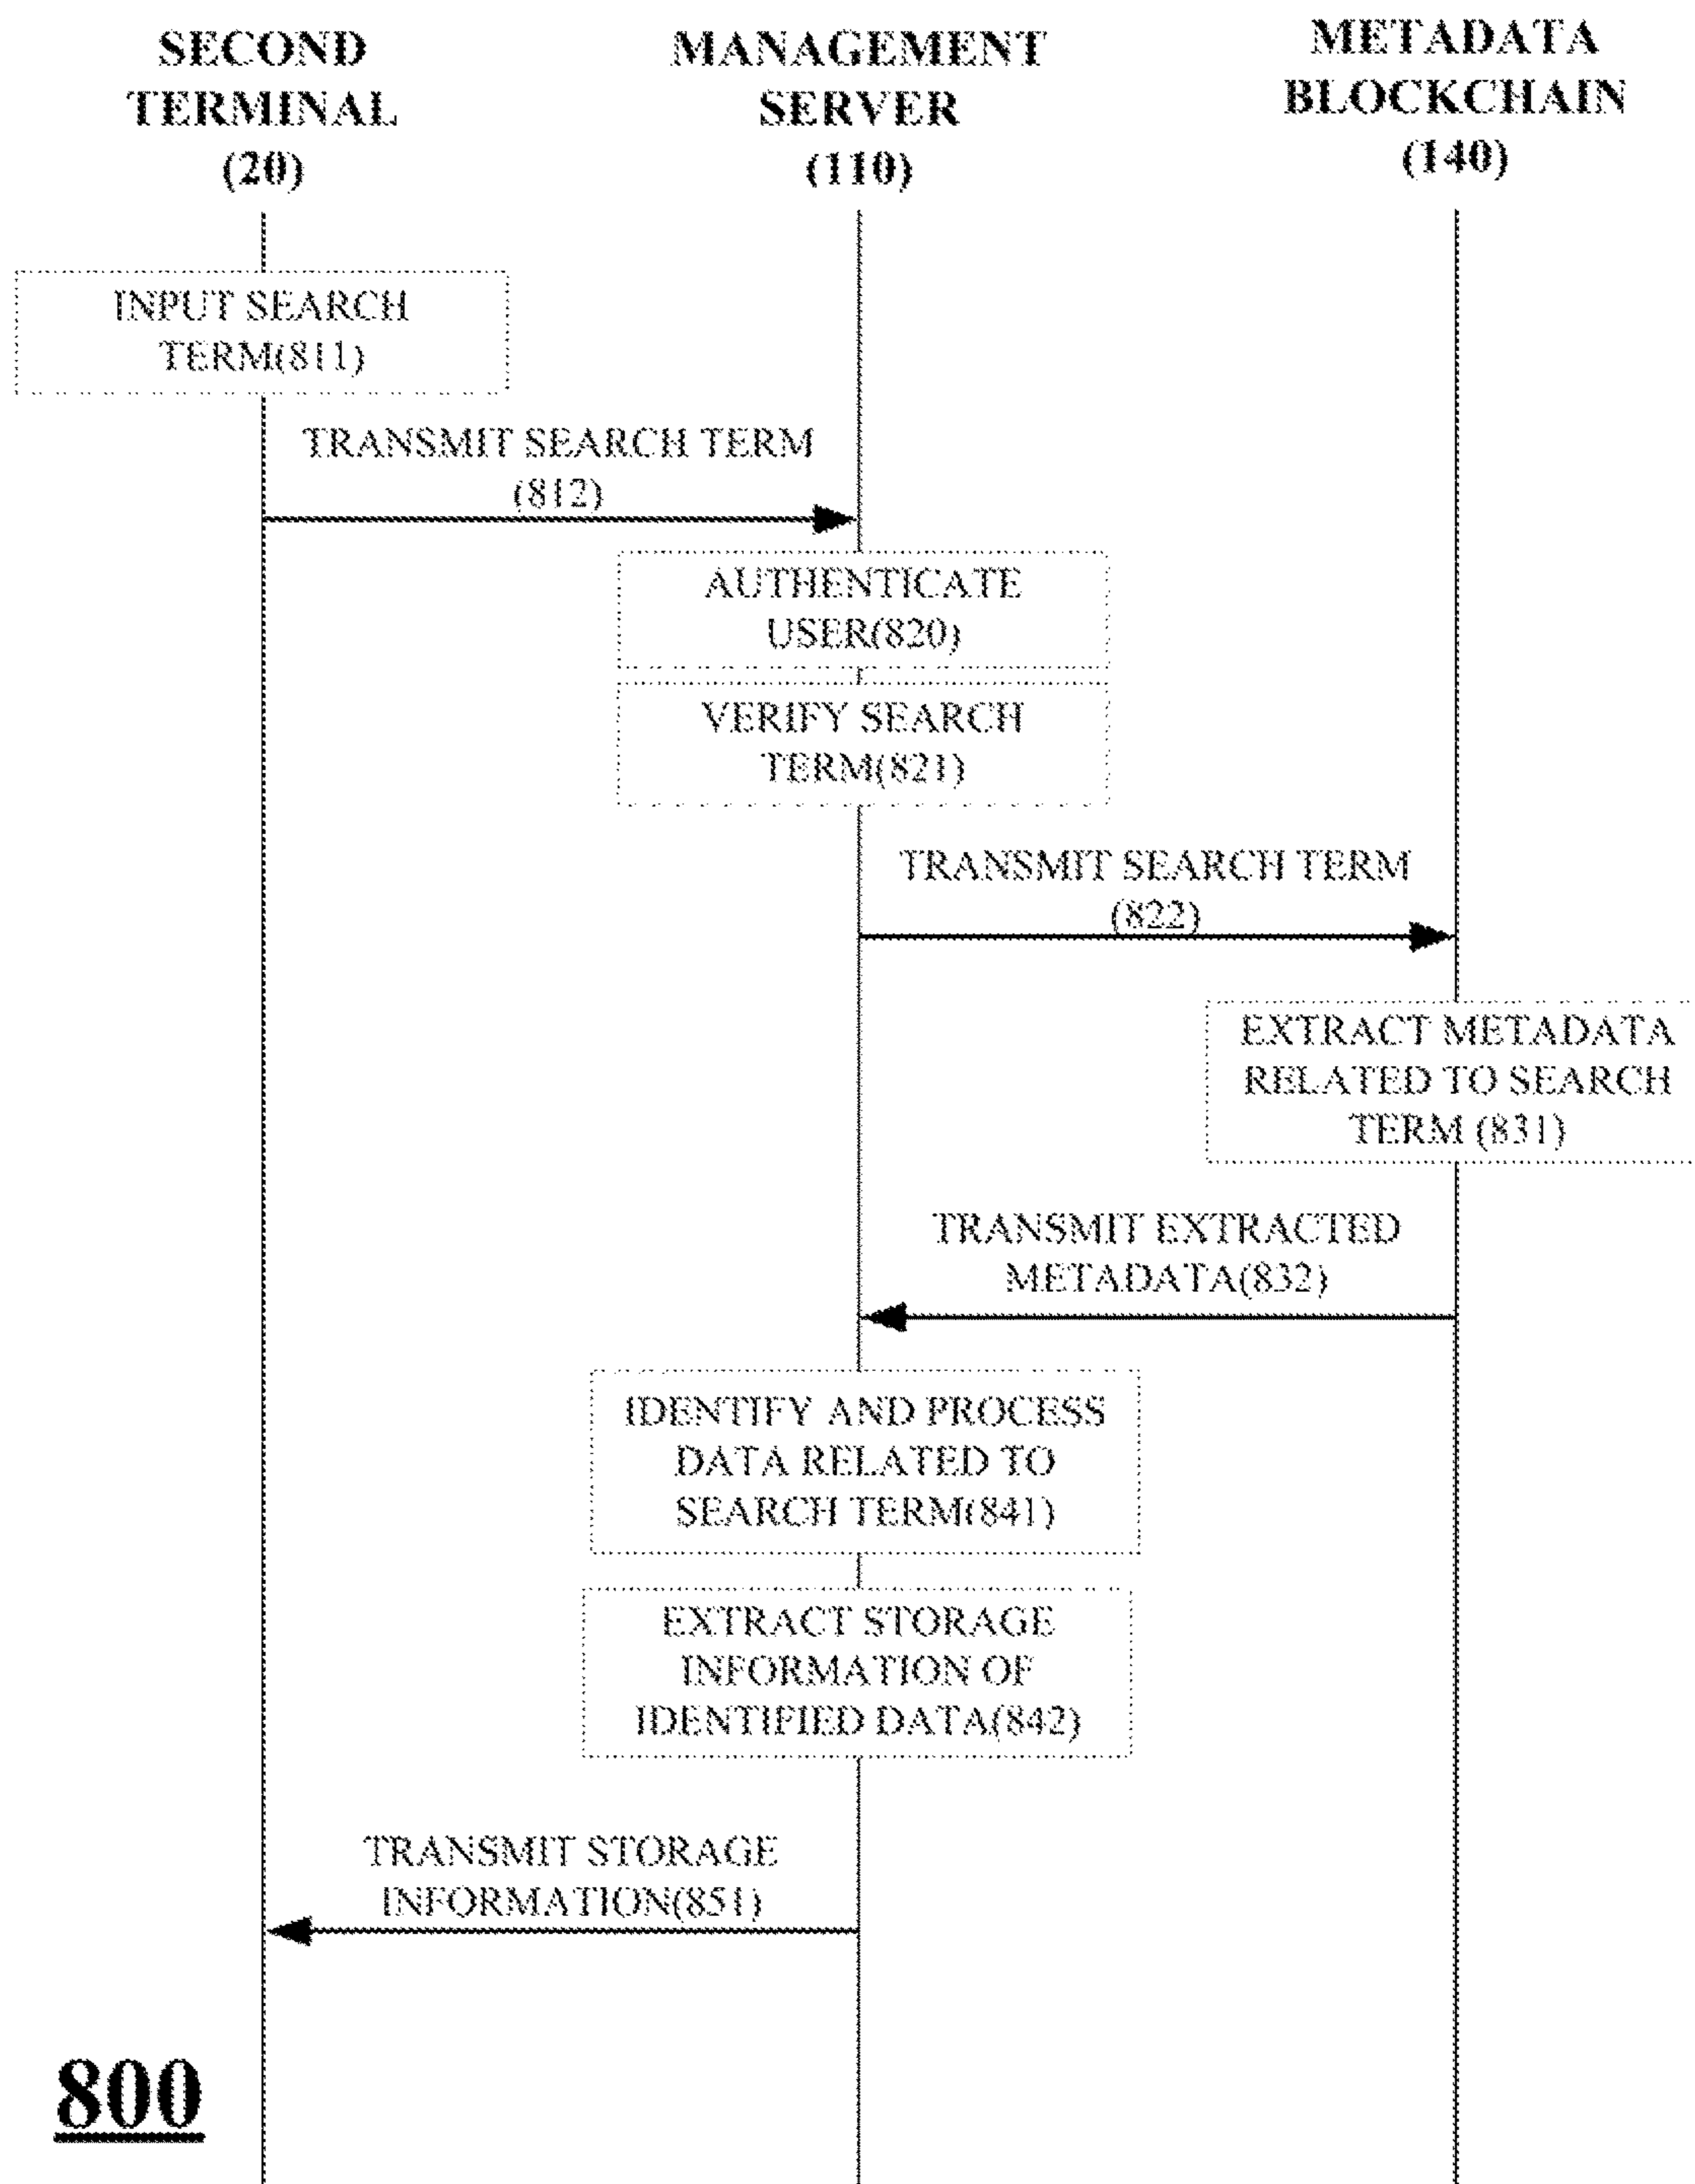 SECOND
TERMINAL
(20)
MANAGEMENT
SERVER
(110)
METADATA
BLOCKCHAIN
(140)
INPUT SEARCH
TERM(811)
TRANSMIT SEARCH TERM
(812)
AUTHENTICATE
USER(820)
VERIFY SEARCH
TERM(821)
TRANSMIT SEARCH TERM
(822)
EXTRACT METADATA
RELATED TO SEARCH
TERM (831)
TRANSMIT EXTRACTED
METADATA(832)
IDENTIFY AND PROCESS
DATA RELATED TO
SEARCH TERM(841)
EXTRACT STORAGE
INFORMATION OF
IDENTIFIED DATA(842)
TRANSMIT STORAGE
INFORMATION(851)
800